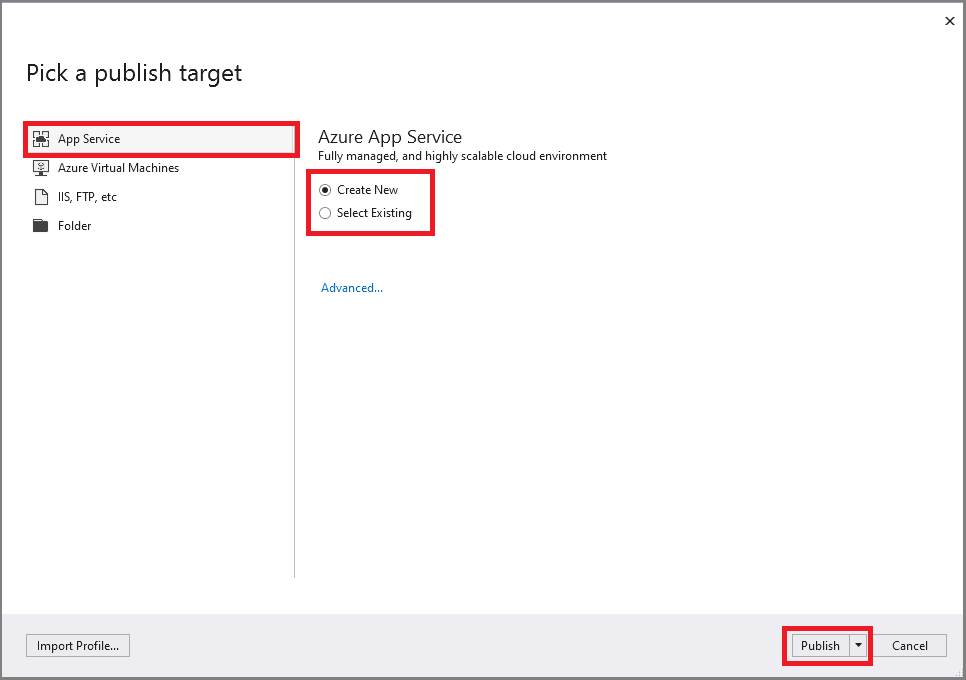 Pick a publish target
App Service
Azure Virtual Machines
IIS, FTP, etc
Folder
Azure App Service
Fully managed, and highly scalable cloud environment
Create New
Select Existing
Advanced...
Import Profile...
Publish
Cancel